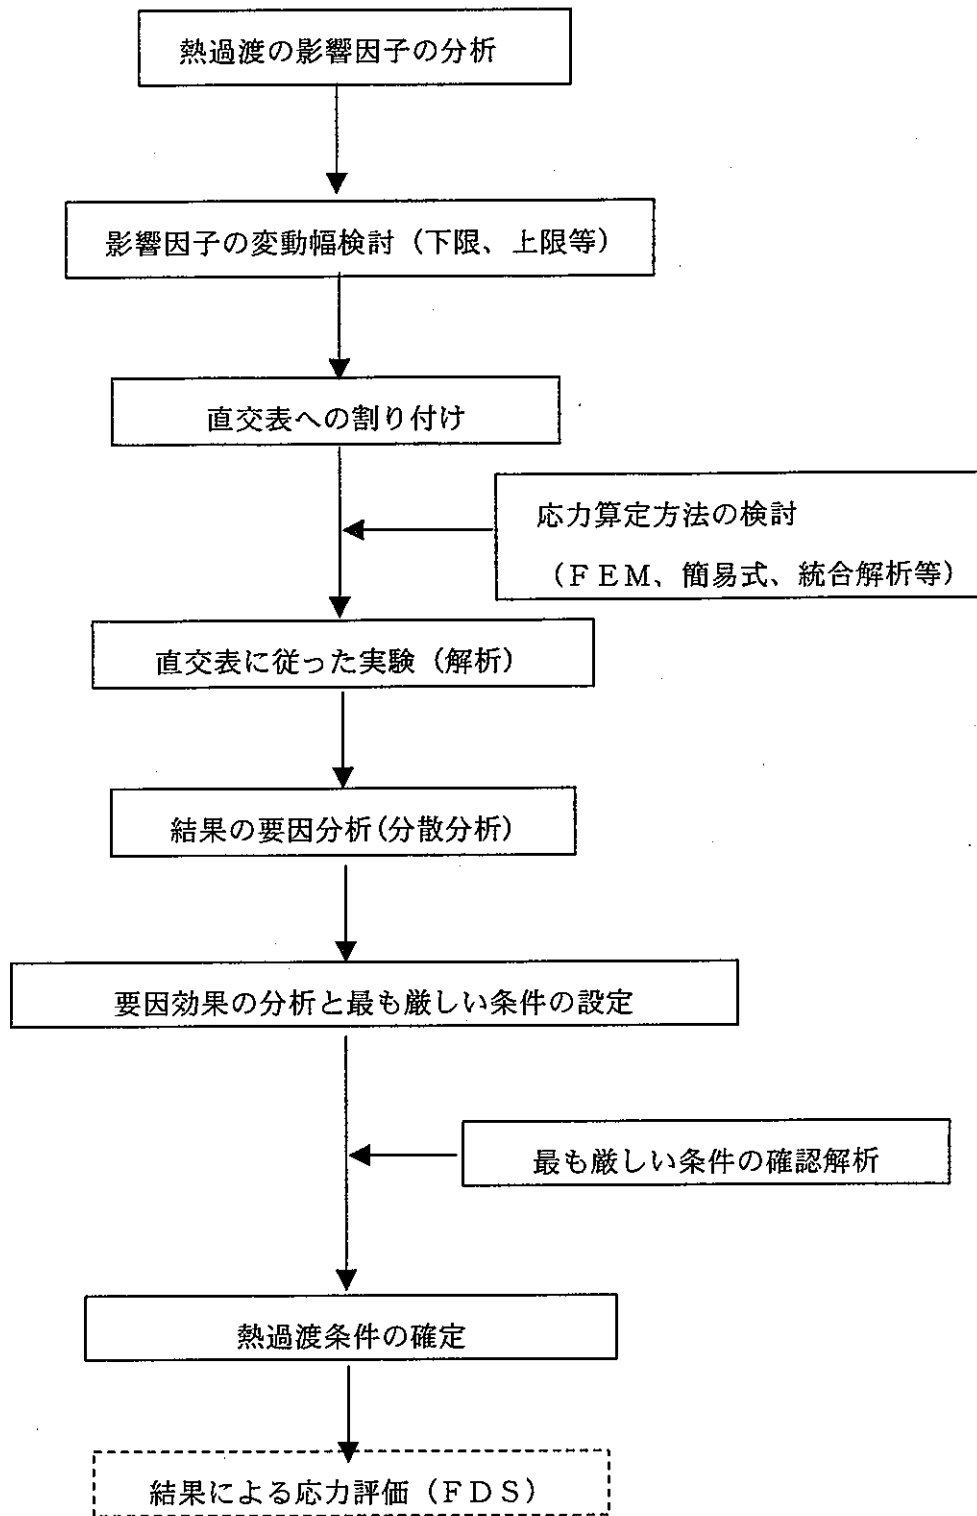 熱過渡の影響因子の分析
影響因子の変動幅検討（下限、上限等）
直交表への割り付け
応力算定方法の検討
（ＦＥＭ、簡易式、統合解析等）
直交表に従った実験（解析）
結果の要因分析(分散分析)
要因効果の分析と最も厳しい条件の設定
最も厳しい条件の確認解析
熱過渡条件の確定
結果による応力評価（ＦＤＳ）